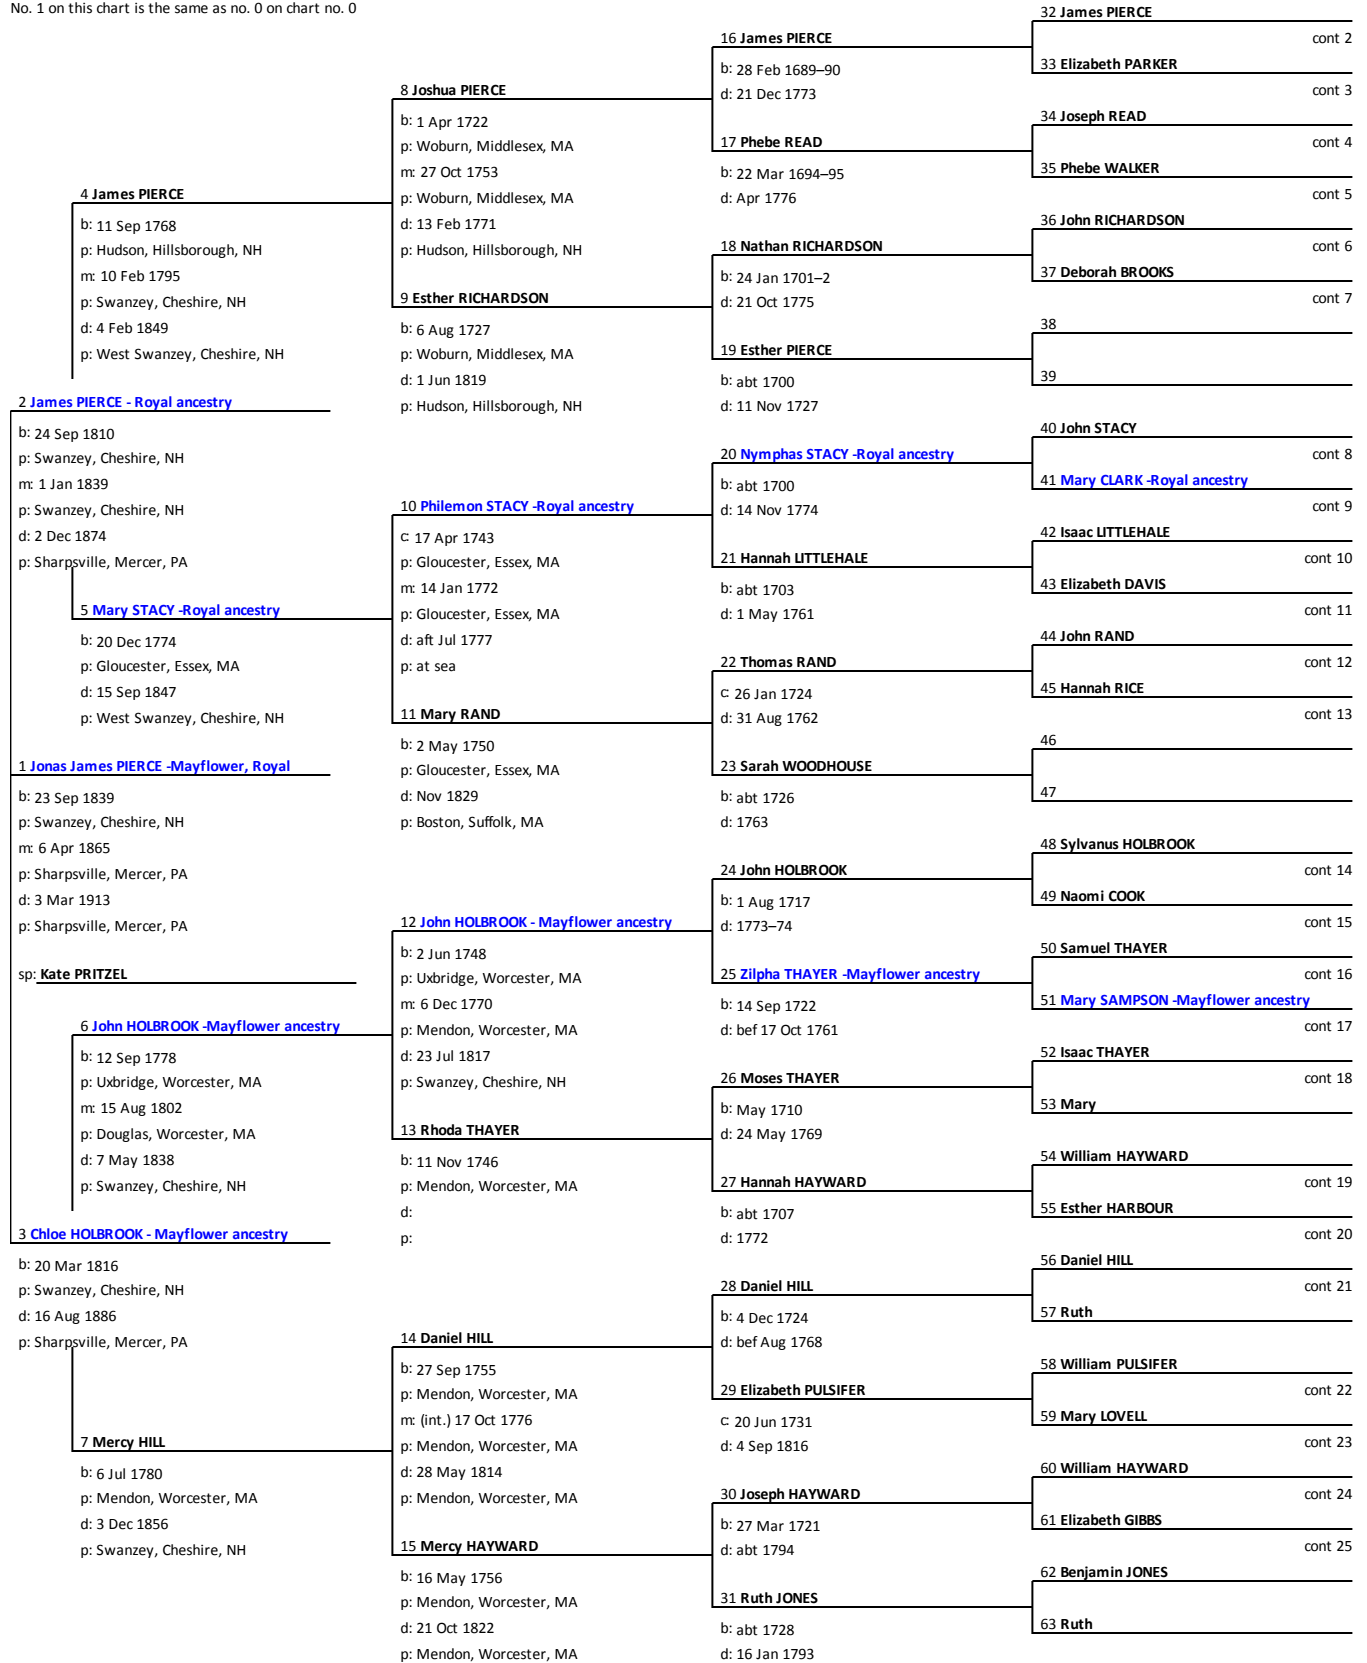 No. 1 on this chart is the same as no. 0 on chart no. 0
2 James PIERCE - Royal ancestry
b: 24 Sep 1810
p: Swanzey, Cheshire, NH
m: 1 Jan 1839
p: Swanzey, Cheshire, NH
d: 2 Dec 1874
p: Sharpsville, Mercer, PA
1 Jonas James PIERCE -Mayflower, Royal
b: 23 Sep 1839
p: Swanzey, Cheshire, NH
m: 6 Apr 1865
p: Sharpsville, Mercer, PA
d: 3 Mar 1913
p: Sharpsville, Mercer, PA
sp: Kate PRITZEL
3 Chloe HOLBROOK - Mayflower ancestry
b: 20 Mar 1816
p: Swanzey, Cheshire, NH
d: 16 Aug 1886
p: Sharpsville, Mercer, PA
4 James PIERCE
b: 11 Sep 1768
p: Hudson, Hillsborough, NH
m: 10 Feb 1795
p: Swanzey, Cheshire, NH
d: 4 Feb 1849
p: West Swanzey, Cheshire, NH
5 Mary STACY -Royal ancestry
b: 20 Dec 1774
p: Gloucester, Essex, MA
d: 15 Sep 1847
p: West Swanzey, Cheshire, NH
6 John HOLBROOK -Mayflower ancestry
b: 12 Sep 1778
p: Uxbridge, Worcester, MA
m: 15 Aug 1802
p: Douglas, Worcester, MA
d: 7 May 1838
p: Swanzey, Cheshire, NH
7 Mercy HILL
b: 6 Jul 1780
p: Mendon, Worcester, MA
d: 3 Dec 1856
p: Swanzey, Cheshire, NH
8 Joshua PIERCE
b: 1 Apr 1722
p: Woburn, Middlesex, MA
m: 27 Oct 1753
p: Woburn, Middlesex, MA
d: 13 Feb 1771
p: Hudson, Hillsborough, NH
9 Esther RICHARDSON
b: 6 Aug 1727
p: Woburn, Middlesex, MA
d: 1 Jun 1819
p: Hudson, Hillsborough, NH
10 Philemon STACY -Royal ancestry
c: 17 Apr 1743
p: Gloucester, Essex, MA
m: 14 Jan 1772
p: Gloucester, Essex, MA
d: aft Jul 1777
p: at sea
11 Mary RAND
b: 2 May 1750
p: Gloucester, Essex, MA
d: Nov 1829
p: Boston, Suffolk, MA
12 John HOLBROOK - Mayflower ancestry
b: 2 Jun 1748
p: Uxbridge, Worcester, MA
m: 6 Dec 1770
p: Mendon, Worcester, MA
d: 23 Jul 1817
p: Swanzey, Cheshire, NH
13 Rhoda THAYER
b: 11 Nov 1746
p: Mendon, Worcester, MA
d:
p:
14 Daniel HILL
b: 27 Sep 1755
p: Mendon, Worcester, MA
m: (int.) 17 Oct 1776
p: Mendon, Worcester, MA
d: 28 May 1814
p: Mendon, Worcester, MA
15 Mercy HAYWARD
b: 16 May 1756
p: Mendon, Worcester, MA
d: 21 Oct 1822
p: Mendon, Worcester, MA
16 James PIERCE
b: 28 Feb 1689–90
d: 21 Dec 1773
17 Phebe READ
b: 22 Mar 1694–95
d: Apr 1776
18 Nathan RICHARDSON
b: 24 Jan 1701–2
d: 21 Oct 1775
19 Esther PIERCE
b: abt 1700
d: 11 Nov 1727
20 Nymphas STACY -Royal ancestry
b: abt 1700
d: 14 Nov 1774
21 Hannah LITTLEHALE
b: abt 1703
d: 1 May 1761
22 Thomas RAND
c: 26 Jan 1724
d: 31 Aug 1762
23 Sarah WOODHOUSE
b: abt 1726
d: 1763
24 John HOLBROOK
b: 1 Aug 1717
d: 1773–74
25 Zilpha THAYER -Mayflower ancestry
b: 14 Sep 1722
d: bef 17 Oct 1761
26 Moses THAYER
b: May 1710
d: 24 May 1769
27 Hannah HAYWARD
b: abt 1707
d: 1772
28 Daniel HILL
b: 4 Dec 1724
d: bef Aug 1768
29 Elizabeth PULSIFER
c: 20 Jun 1731
d: 4 Sep 1816
30 Joseph HAYWARD
b: 27 Mar 1721
d: abt 1794
31 Ruth JONES
b: abt 1728
d: 16 Jan 1793
32 James PIERCE
cont 2
33 Elizabeth PARKER
cont 3
34 Joseph READ
cont 4
35 Phebe WALKER
cont 5
36 John RICHARDSON
cont 6
37 Deborah BROOKS
cont 7
38
39
40 John STACY
cont 8
41 Mary CLARK -Royal ancestry
cont 9
42 Isaac LITTLEHALE
cont 10
43 Elizabeth DAVIS
cont 11
44 John RAND
cont 12
45 Hannah RICE
cont 13
46
47
48 Sylvanus HOLBROOK
cont 14
49 Naomi COOK
cont 15
50 Samuel THAYER
cont 16
51 Mary SAMPSON -Mayflower ancestry
cont 17
52 Isaac THAYER
cont 18
53 Mary
54 William HAYWARD
cont 19
55 Esther HARBOUR
cont 20
56 Daniel HILL
cont 21
57 Ruth
58 William PULSIFER
cont 22
59 Mary LOVELL
cont 23
60 William HAYWARD
cont 24
61 Elizabeth GIBBS
cont 25
62 Benjamin JONES
63 Ruth